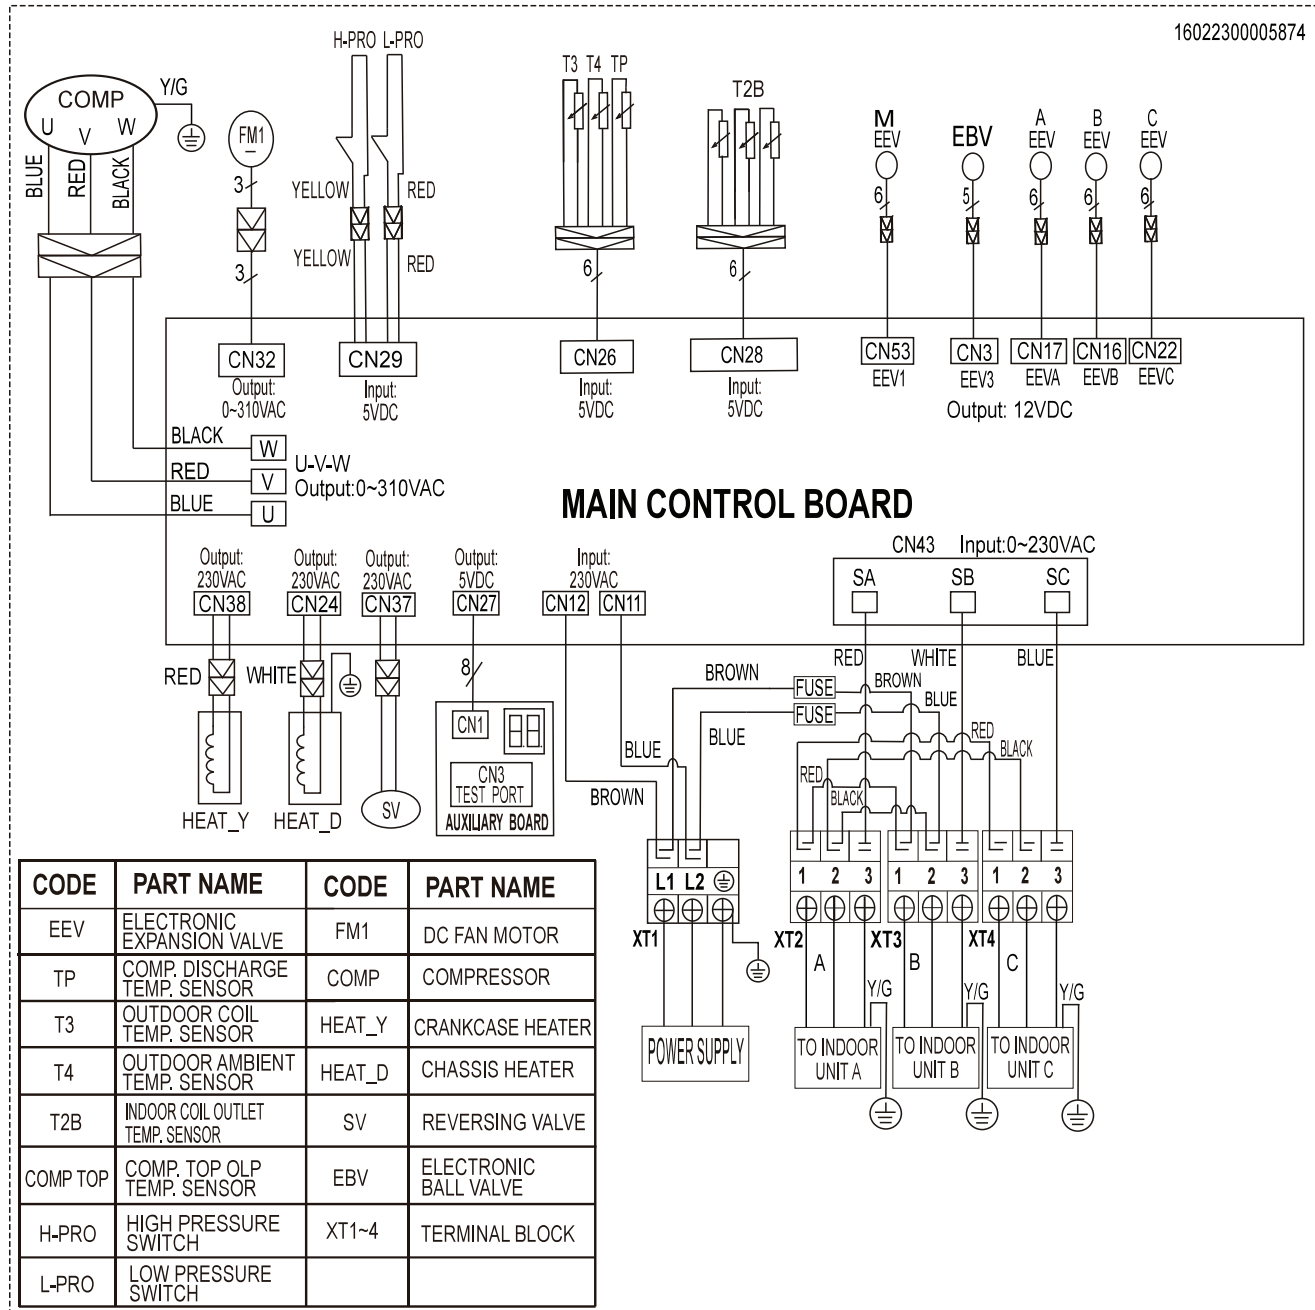 16022300005874
H-PRO L-PRO
COMP
U V W
Y/G
BLUE
RED
BLACK
FM1
3
3
YELLOW
RED
YELLOW
RED
T3 T4 TP
6
T2B
6
M
EEV
6
EBV
5
A
EEV
6
B
EEV
6
C
EEV
6
CN32
Output:
0~310VAC
CN29
Input:
5VDC
CN26
Input:
5VDC
CN28
Input:
5VDC
CN53
EEV1
CN3
EEV3
CN17
EEVA
CN16
EEVB
CN22
EEVC
Output: 12VDC
BLACK
W
RED
V
BLUE
U
U-V-W
Output:0~310VAC
MAIN CONTROL BOARD
CN43 Input:0~230VAC
SA SB SC
Output:
230VAC
CN38
Output:
230VAC
CN24
Output:
230VAC
CN37
Output:
5VDC
CN27
Input:
230VAC
CN12 CN11
RED
WHITE
8
HEAT_Y
HEAT_D
SV
CN1
88
CN3
TEST PORT
AUXILIARY BOARD
RED
WHITE
BLUE
BROWN
FUSE
BROWN
FUSE
BLUE
BLUE
BLUE
BROWN
RED
BLACK
RED
BLACK
L1 L2
XT1
1 2 3
XT2
1 2 3
XT3
1 2 3
XT4
A
B
C
Y/G
Y/G
Y/G
POWER SUPPLY
TO INDOOR
UNIT A
TO INDOOR
UNIT B
TO INDOOR
UNIT C
CODE PART NAME CODE PART NAME
EEV ELECTRONIC
EXPANSION VALVE FM1 DC FAN MOTOR
TP COMP. DISCHARGE
TEMP. SENSOR COMP COMPRESSOR
T3 OUTDOOR COIL
TEMP. SENSOR HEAT_Y CRANKCASE HEATER
T4 OUTDOOR AMBIENT
TEMP. SENSOR HEAT_D CHASSIS HEATER
T2B INDOOR COIL OUTLET
TEMP. SENSOR SV REVERSING VALVE
COMP TOP COMP. TOP OLP
TEMP. SENSOR EBV ELECTRONIC
BALL VALVE
H-PRO HIGH PRESSURE
SWITCH XT1~4 TERMINAL BLOCK
L-PRO LOW PRESSURE
SWITCH